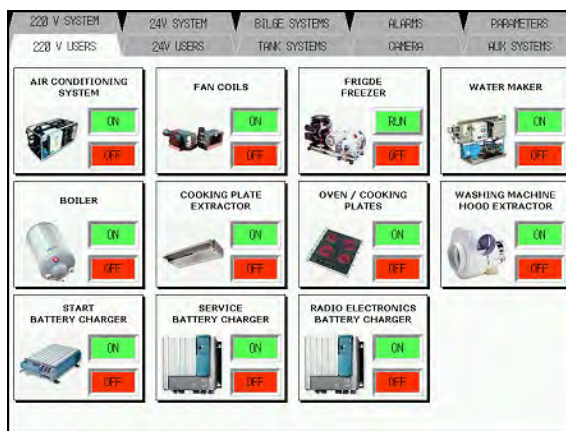 220 V SYSTEM
24V SYSTEM
BILGE SYSTEMS
ALARMS
PARAMETERS
220 V USERS
24V USERS
TANK SYSTEMS
CAMERA
AUX SYSTEMS
AIR CONDITIONING
SYSTEM
ON
OFF
FAN COILS
ON
OFF
FRIGDE
FREEZER
RUN
OFF
WATER MAKER
ON
OFF
BOILER
ON
OFF
COOKING PLATE
EXTRACTOR
ON
OFF
OVEN / COOKING
PLATES
ON
OFF
WASHING MACHINE
HOOD EXTRACTOR
ON
OFF
START
BATTERY CHARGER
ON
OFF
SERVICE
BATTERY CHARGER
ON
OFF
RADIO ELECTRONICS
BATTERY CHARGER
ON
OFF